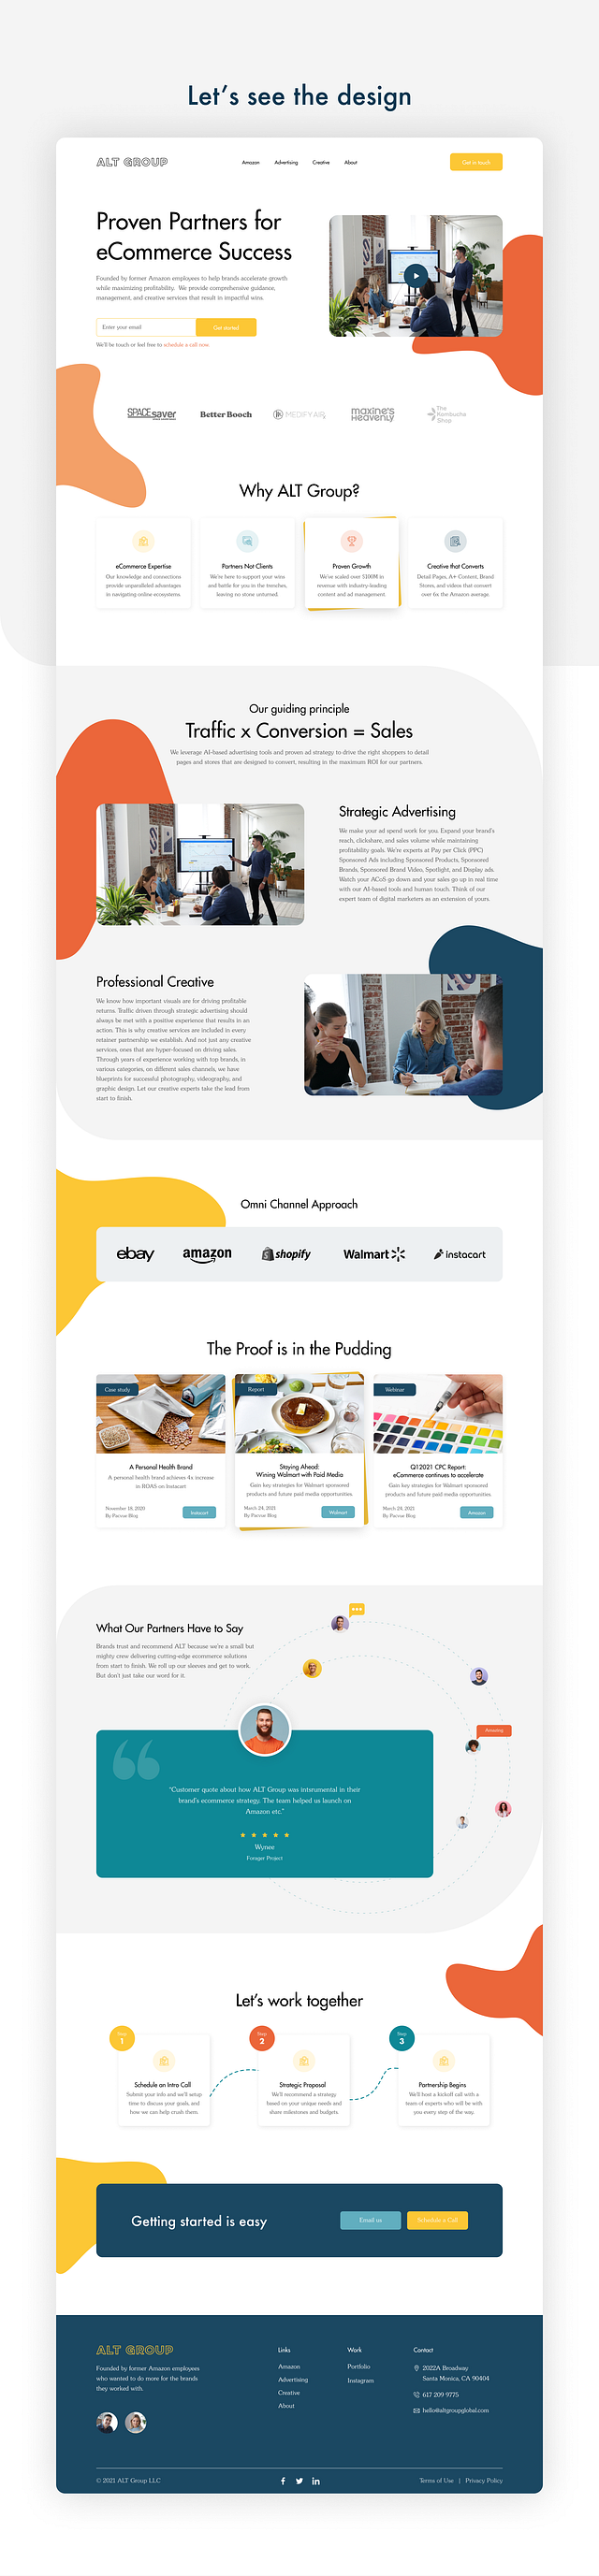 Let's see the design
ALT GROUP
Amazon
Advertising
Creative
About
Get in touch
Proven Partners for
eCommerce Success
Founded by former Amazon employees to help brands accelerate growth
while maximizing profitability. We provide comprehensive guidance,
management, and creative services that result in impactful wins.
Enter your email
Get started
We'll be touch or feel free to schedule a call now
SPACE saver
Better Booch
MEDIFY AIR
maxine's
Heavenly
The
Kombucha
Shop
Why ALT Group?
eCommerce Expertise
Our knowledge and connections
provide unparalleled advantages
in navigating online ecosystems.
Partners Not Clients
We're here to support your wins
and battle for you in the trenches,
leaving no stone unturned.
Proven Growth
We've scaled over $100M in
revenue with industry-leading
content and ad management
Creative that Converts
Detail Pages, A+ Content, Brand
Stores, and videos that convert
over 6x the Amazon average.
Our guiding principle
Traffic x Conversion = Sales
We leverage AI-based advertising tools and proven ad strategy to drive the right shoppers to detail
pages and stores that are designed to convert, resulting in the maximum ROI for our partners.
Strategic Advertising
We make your ad spend work for you. Expand your brand's
reach, clickshare, and sales volume while maintaining
profitability goals. We're experts at Pay per Click (PPC)
Sponsored Ads including Sponsored Products, Sponsored
Brands, Sponsored Brand Video, Spotlight, and Display ads.
Watch your ACoS go down and your sales go up in real time
with our AI-based tools and human touch. Think of our
expert team of digital marketers as an extension of yours.
Professional Creative
We know how important visuals are for driving profitable
returns. Traffic driven through strategic advertising should
always be met with a positive experience that results in an
action. This is why creative services are included in every
retainer partnership we establish. And not just any creative
services, ones that are hyper-focused on driving sales.
Through years of experience working with top brands, in
various categories, on different sales channels, we have
blueprints for successful photography, videography, and
graphic design. Let our creative experts take the lead from
start to finish.
Omni Channel Approach
ebay
amazon
shopify
Walmart
instacart
The Proof is in the Pudding
Case study
A Personal Health Brand
A personal health brand achieves 4x increase
in ROAS on Instacart
November 19, 2020
By Pacvue Blog
Instacart
Report
Staying Ahead:
Wining Walmart with Paid Media
Gain key strategies for Walmart sponsored
products and future paid media opportunities.
March 24, 2021
By Pacvue Blog
Walmart
Webinar
Q12021 CPC Report:
eCommerce continues to accelerate
Gain key strategies for Walmart sponsored
products and future paid media opportunities.
March 24, 2021
By Pacvue Blog
Amazon
What Our Partners Have to Say
Brands trust and recommend ALT because we're a small but
mighty crew delivering cutting-edge ecommerce solutions
from start to finish. We roll up our sleeves and get to work.
But don't just take our word for it.
Amazing
"Customer quote about how ALT Group was intsrumental in their
brand's ecommerce strategy. The team helped us launch on
Amazon etc."
Wynee
Forager Project
Let's work together
Step
1
Schedule an Intro Call
Submit your info and we'll setup
time to discuss your goals, and
how we can help crush them.
Step
2
Strategic Proposal
We'll recommend a strategy
based on your unique needs and
share milestones and budgets.
Step
3
Partnership Begins
We'll host a kickoff call with a
team of experts who will be with
you every step of the way.
Getting started is easy
Email us
Schedule a Call
ALT GROUP
Founded by former Amazon employees
who wanted to do more for the brands
they worked with.
Links
Amazon
Advertising
Creative
About
Work
Portfolio
Instagram
Contact
2022A Broadway
Santa Monica, CA 90404
617 209 9775
hello@altgroupglobal.com
© 2021 ALT Group LLC
Terms of Use | Privacy Policy